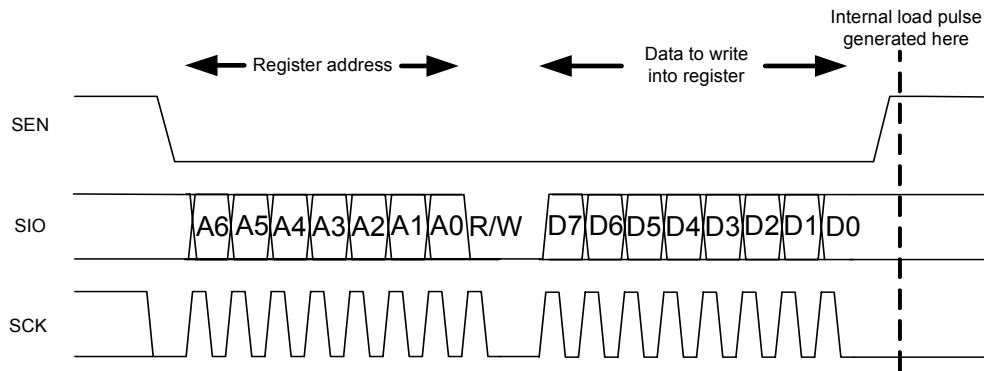 Internal load pulse
generated here
Register address
Data to write
into register
SEN
SIO
A6 A5 A4 A3 A2 A1 A0 R/W D7 D6 D5 D4 D3 D2 D1 D0
SCK